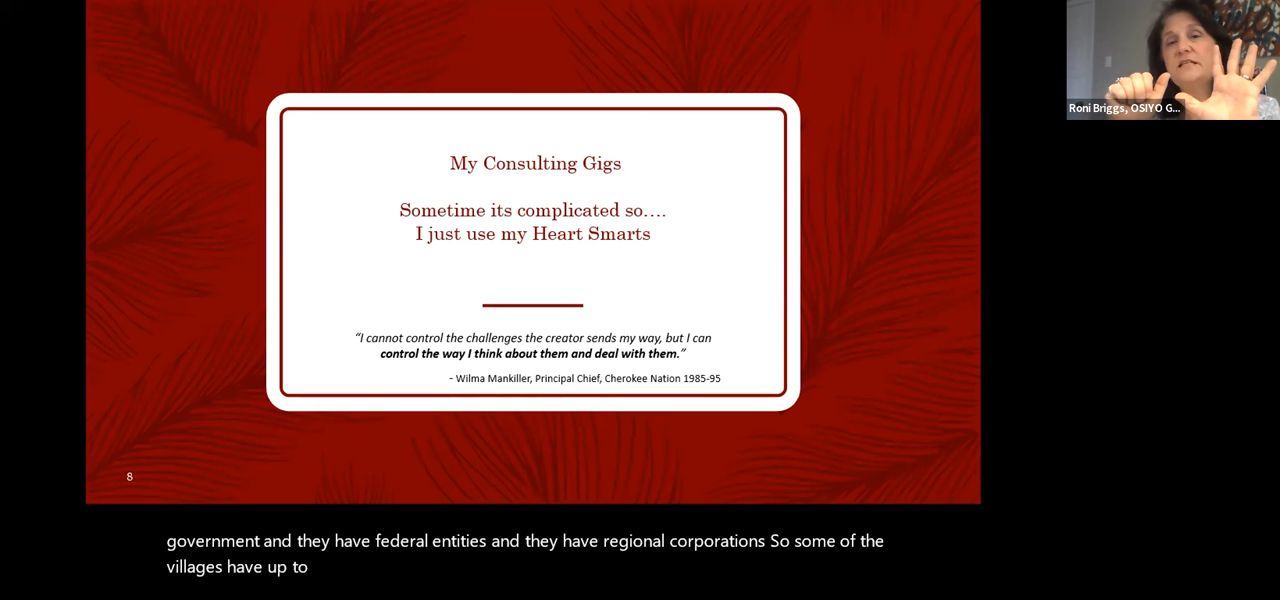 My Consulting Gigs
Sometime its complicated so….
I just use my Heart Smarts
“I cannot control the challenges the creator sends my way, but I can
control the way I think about them and deal with them.”
- Wilma Mankiller, Principal Chief, Cherokee Nation 1985-95
8
Roni Briggs, OSIYO G...
government and they have federal entities and they have regional corporations So some of the
villages have up to